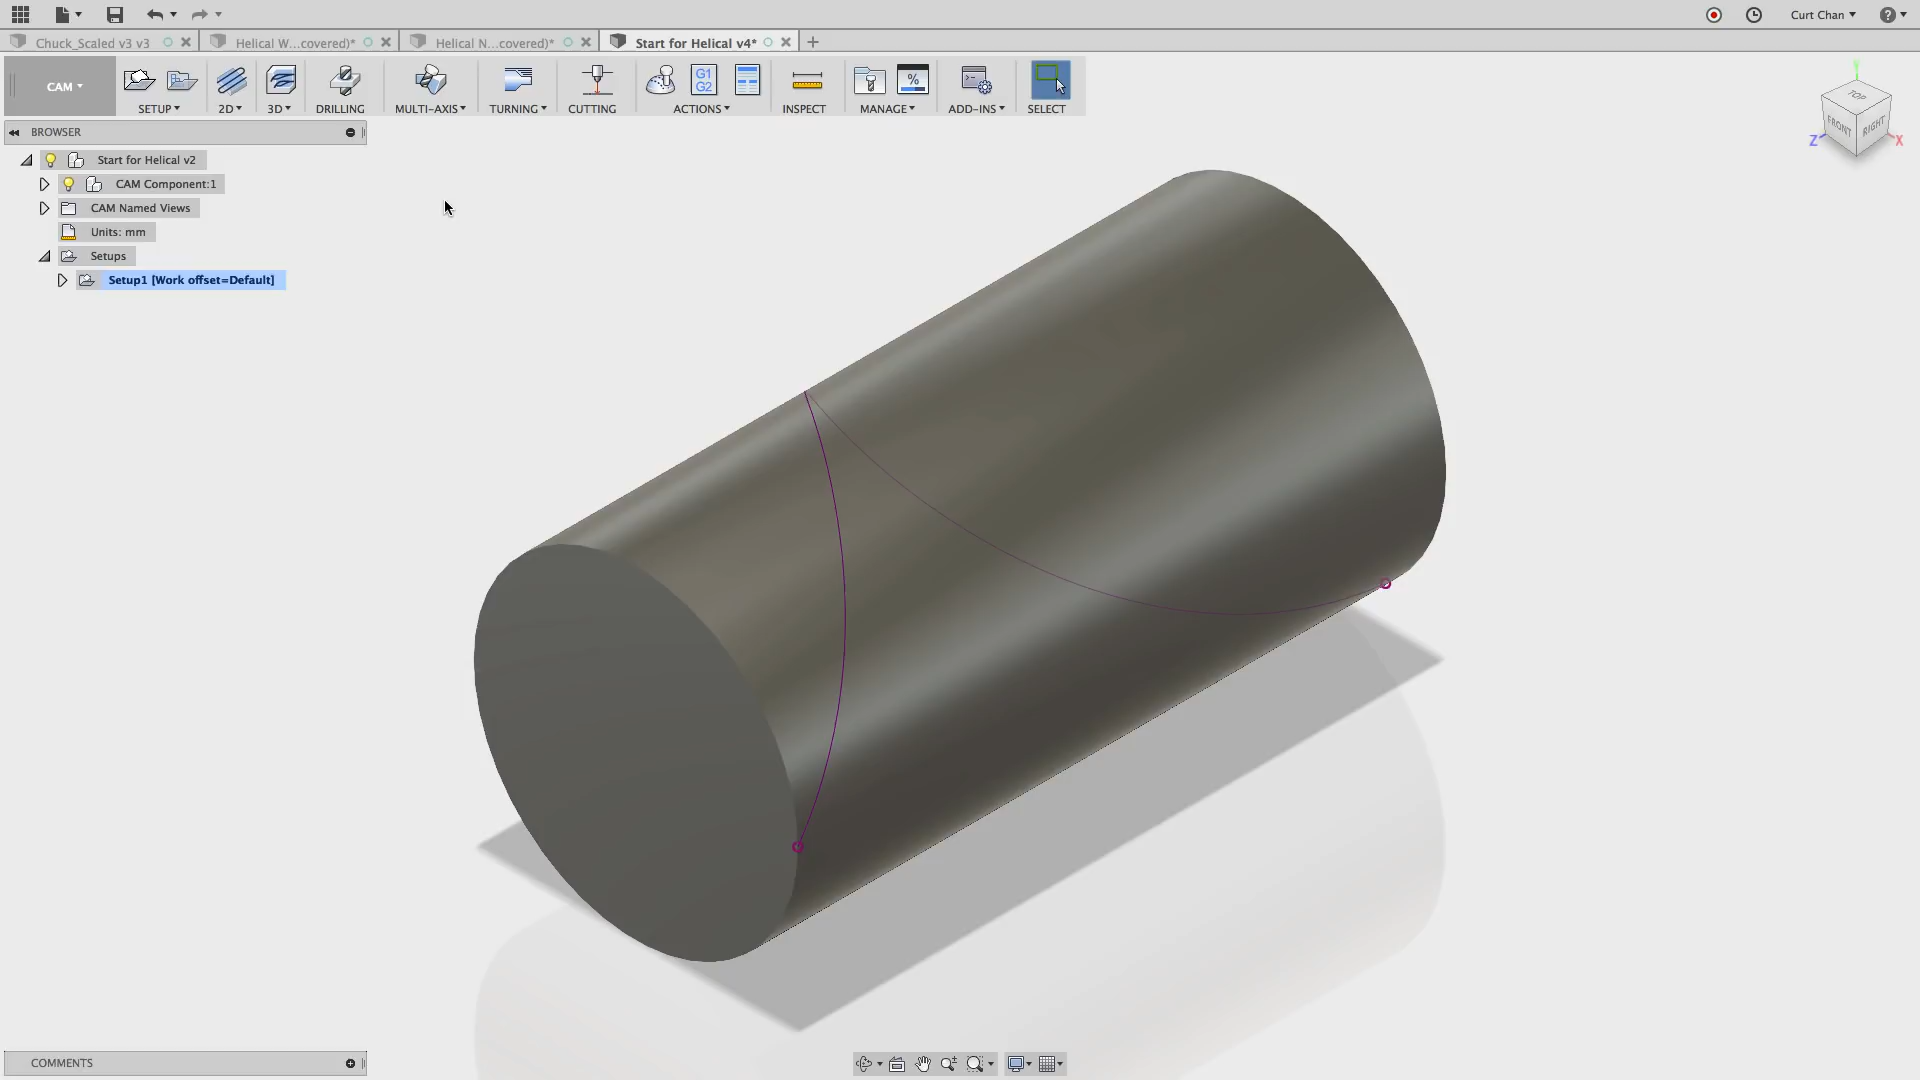 Curt Chan
Chuck_Scaled v3 v3
Helical W...covered)*
Helical N...covered)*
Start for Helical v4*
CAM
SETUP
2D
3D
DRILLING
MULTI-AXIS
TURNING
CUTTING
G1
G2
ACTIONS
INSPECT
%
MANAGE
ADD-INS
SELECT
BROWSER
Start for Helical v2
CAM Component:1
CAM Named Views
Units: mm
Setups
Setup1 [Work offset=Default]
Y
TOP
FRONT
RIGHT
Z
X
COMMENTS